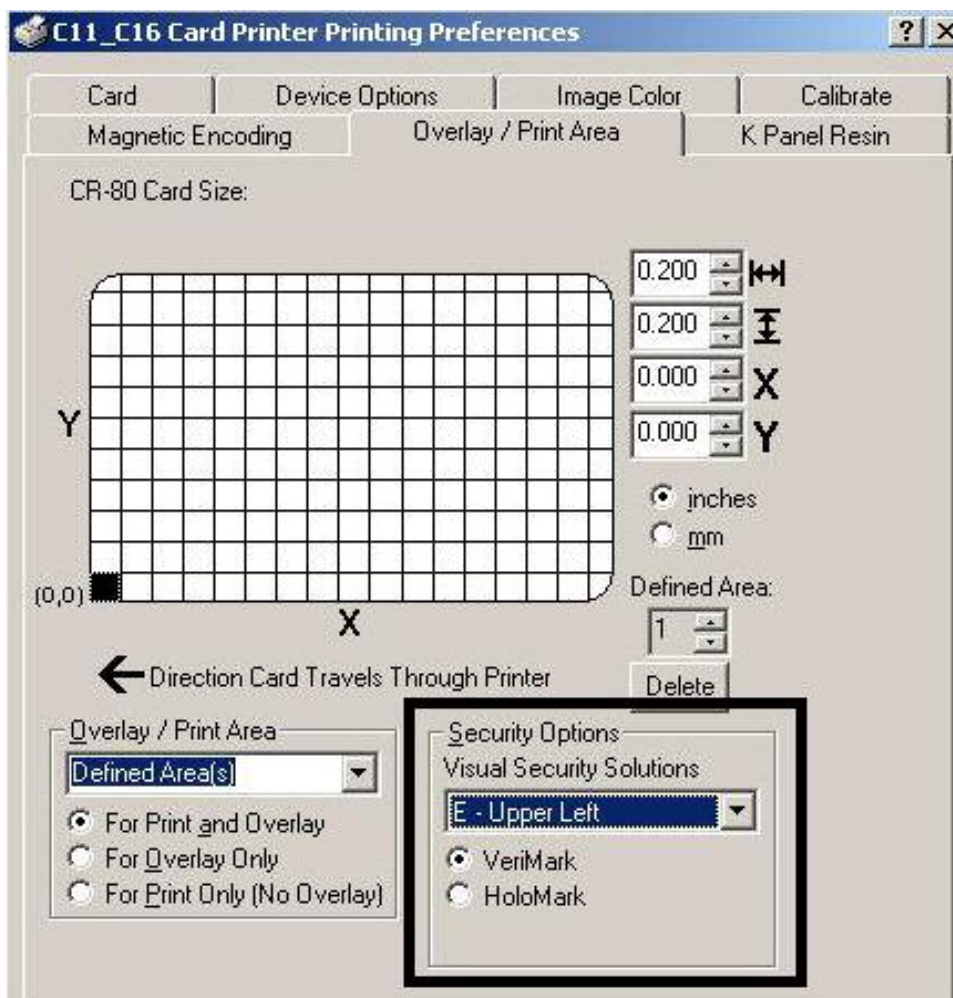 C11_C16 Card Printer Printing Preferences
Card Device Options Image Color Calibrate
Magnetic Encoding Overlay / Print Area K Panel Resin
CR-80 Card Size:
0.200
0.200
0.000 X
Y
0.000 Y
inches
mm
(0,0)
Defined Area:
X
1
Direction Card Travels Through Printer
Delete
Overlay / Print Area
Defined Area(s)
For Print and Overlay
For Overlay Only
For Print Only (No Overlay)
Security Options
Visual Security Solutions
E - Upper Left
VeriMark
HoloMark